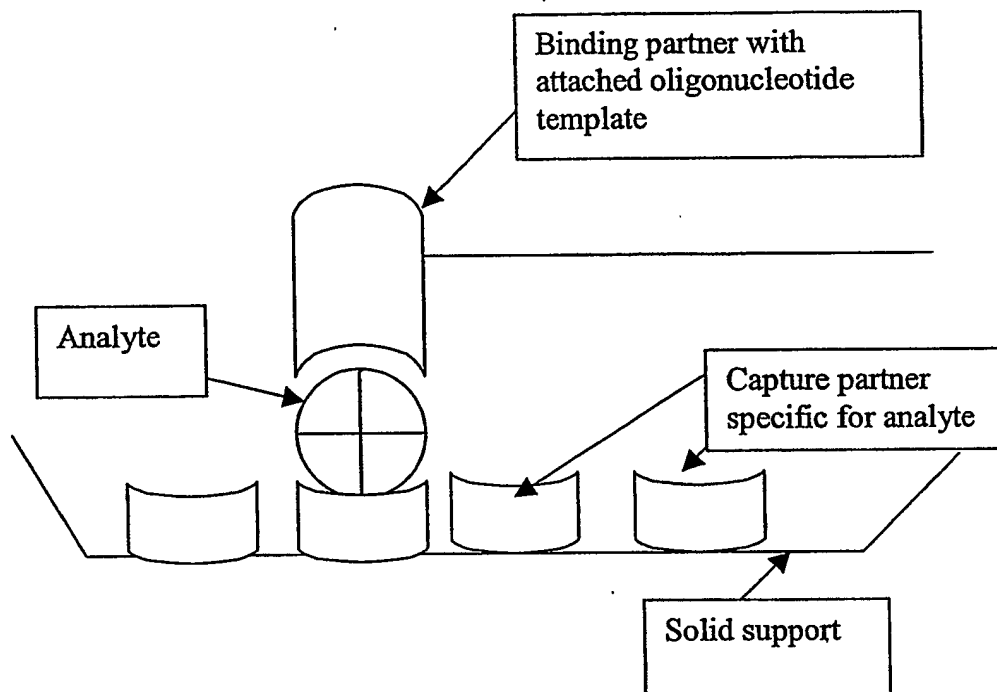 Binding partner with
attached oligonucleotide
template
Analyte
Capture partner
specific for analyte
Solid support